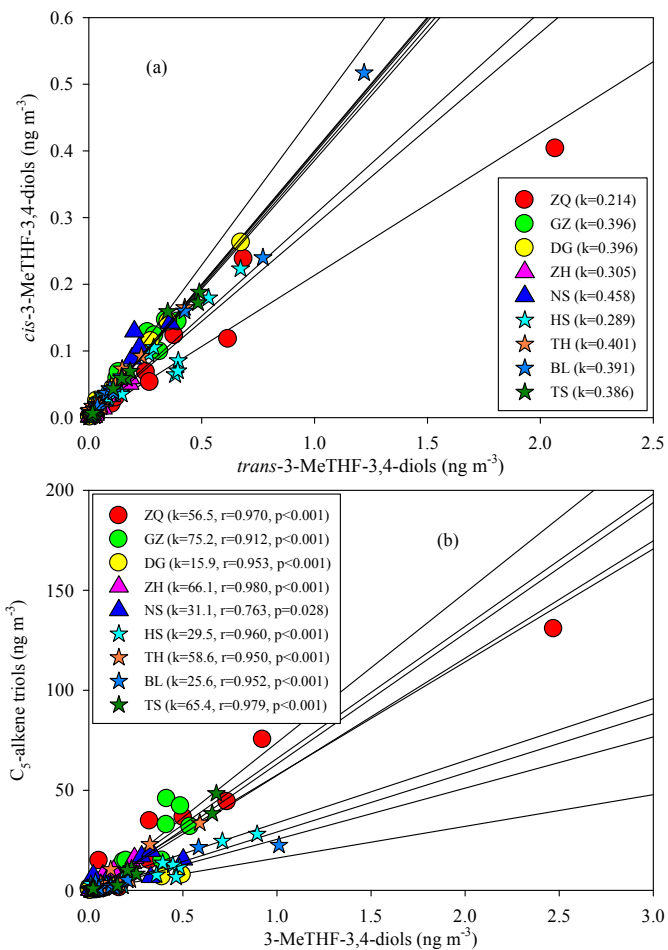 0.6
0.5
0.4
0.3
0.2
0.1
0.0
cis-3-MeTHF-3,4-diols (ng m-3)
(a)
ZQ (k=0.214)
GZ (k=0.396)
DG (k=0.396)
ZH (k=0.305)
NS (k=0.458)
HS (k=0.289)
TH (k=0.401)
BL (k=0.391)
TS (k=0.386)
0.0 0.5 1.0 1.5 2.0 2.5
trans-3-MeTHF-3,4-diols (ng m-3)
200
150
100
50
0
C5-alkene triols (ng m-3)
ZQ (k=56.5, r=0.970, p<0.001)
GZ (k=75.2, r=0.912, p<0.001)
DG (k=15.9, r=0.953, p<0.001)
ZH (k=66.1, r=0.980, p<0.001)
NS (k=31.1, r=0.763, p=0.028)
HS (k=29.5, r=0.960, p<0.001)
TH (k=58.6, r=0.950, p<0.001)
BL (k=25.6, r=0.952, p<0.001)
TS (k=65.4, r=0.979, p<0.001)
(b)
0.0 0.5 1.0 1.5 2.0 2.5 3.0
3-MeTHF-3,4-diols (ng m-3)